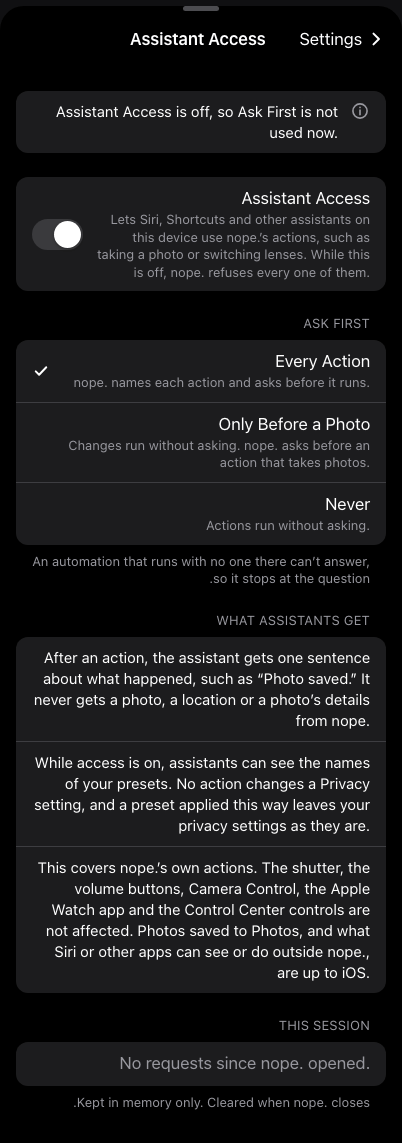 Assistant Access
Settings
Assistant Access is off, so Ask First is not
used now.
Assistant Access
Lets Siri, Shortcuts and other assistants on
this device use nope.’s actions, such as
taking a photo or switching lenses. While this
is off, nope. refuses every one of them.
ASK FIRST
Every Action
nope. names each action and asks before it runs.
Only Before a Photo
Changes run without asking. nope. asks before an
action that takes photos.
Never
Actions run without asking.
An automation that runs with no one there can’t answer,
.so it stops at the question
WHAT ASSISTANTS GET
After an action, the assistant gets one sentence
about what happened, such as “Photo saved.” It
never gets a photo, a location or a photo’s details
from nope.
While access is on, assistants can see the names
of your presets. No action changes a Privacy
setting, and a preset applied this way leaves your
privacy settings as they are.
This covers nope.’s own actions. The shutter, the
volume buttons, Camera Control, the Apple
Watch app and the Control Center controls are
not affected. Photos saved to Photos, and what
Siri or other apps can see or do outside nope.,
are up to iOS.
THIS SESSION
No requests since nope. opened.
.Kept in memory only. Cleared when nope. closes